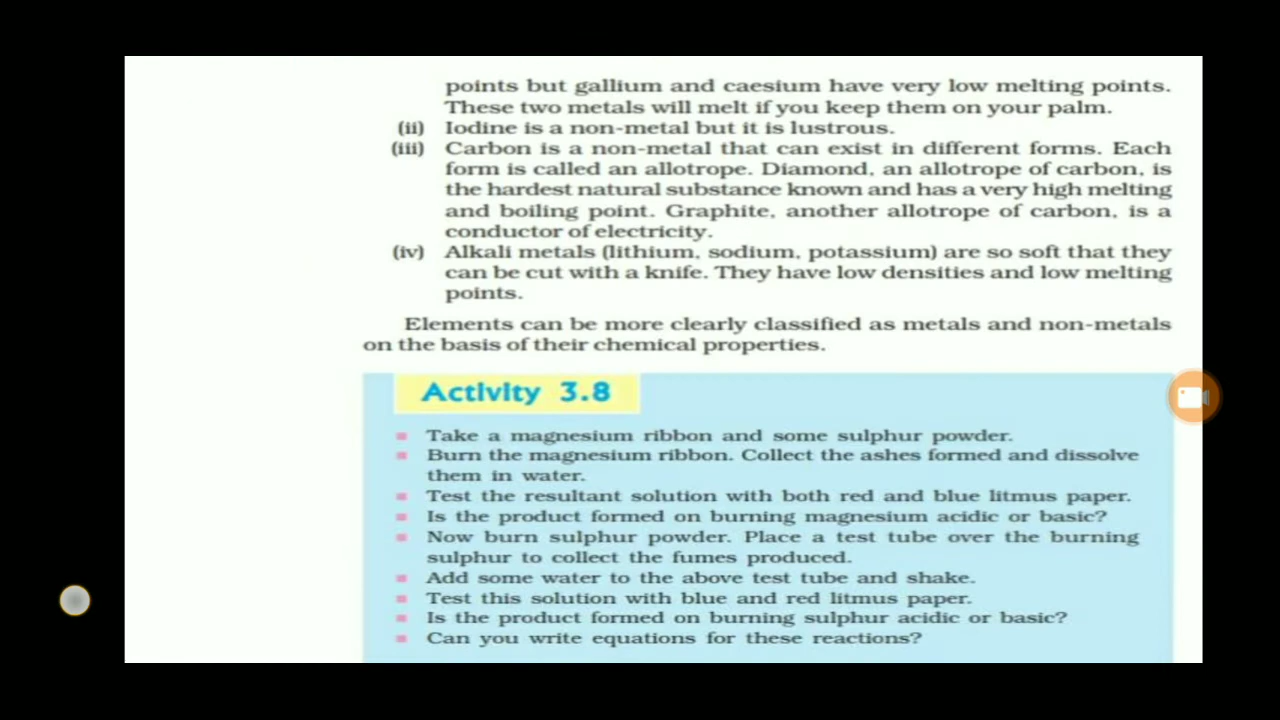 points but gallium and caesium have very low melting points.
These two metals will melt if you keep them on your palm.
(ii) Iodine is a non-metal but it is lustrous.
(iii) Carbon is a non-metal that can exist in different forms. Each
form is called an allotrope. Diamond, an allotrope of carbon, is
the hardest natural substance known and has a very high melting
and boiling point. Graphite, another allotrope of carbon, is a
conductor of electricity.
(iv) Alkali metals (lithium, sodium, potassium) are so soft that they
can be cut with a knife. They have low densities and low melting
points.
Elements can be more clearly classified as metals and non-metals
on the basis of their chemical properties.
Activity 3.8
Take a magnesium ribbon and some sulphur powder.
Burn the magnesium ribbon. Collect the ashes formed and dissolve
them in water.
Test the resultant solution with both red and blue litmus paper.
Is the product formed on burning magnesium acidic or basic?
Now burn sulphur powder. Place a test tube over the burning
sulphur to collect the fumes produced.
Add some water to the above test tube and shake.
Test this solution with blue and red litmus paper.
Is the product formed on burning sulphur acidic or basic?
Can you write equations for these reactions?